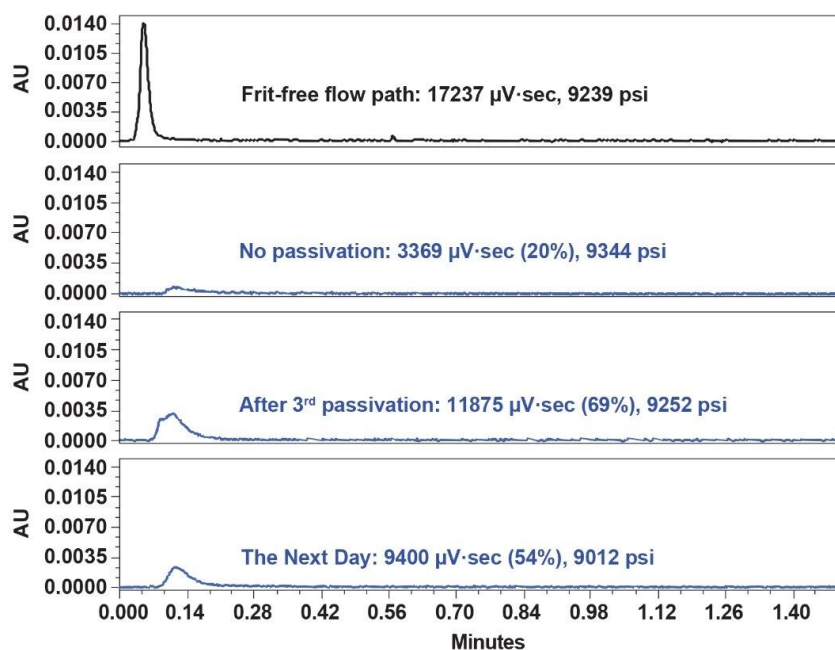 0.0140
0.0105
0.0070
0.0035
0.0000
AU
Frit-free flow path: 17237 µV·sec, 9239 psi
0.0140
0.0105
0.0070
0.0035
0.0000
AU
No passivation: 3369 µV·sec (20%), 9344 psi
0.0140
0.0105
0.0070
0.0035
0.0000
AU
After 3rd passivation: 11875 µV·sec (69%), 9252 psi
0.0140
0.0105
0.0070
0.0035
0.0000
AU
The Next Day: 9400 µV·sec (54%), 9012 psi
0.000 0.14 0.28 0.42 0.56 0.70 0.84 0.98 1.12 1.26 1.40
Minutes